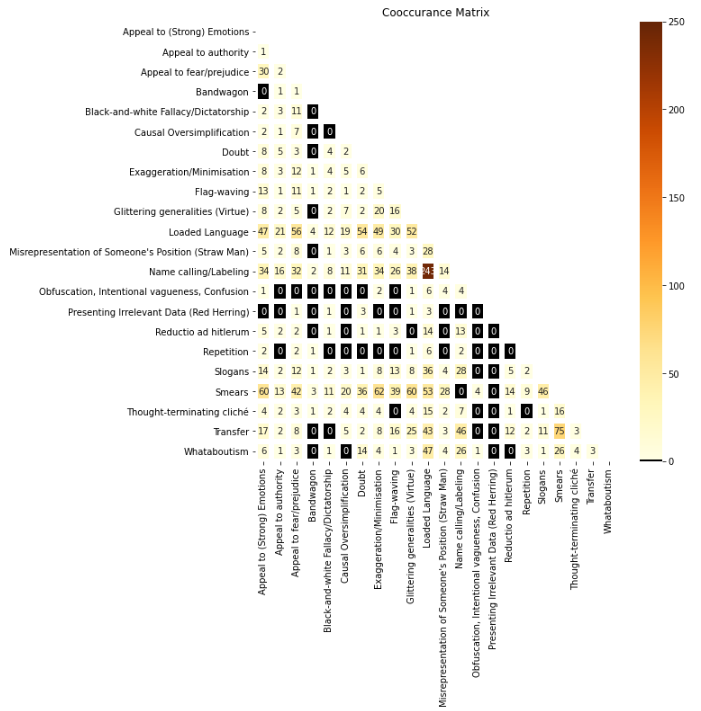 Cooccurance Matrix
Appeal to (Strong) Emotions
Appeal to authority 1
Appeal to fear/prejudice 30 2
Bandwagon 0 1 1
Black-and-white Fallacy/Dictatorship 2 3 11 0
Causal Oversimplification 2 1 7 0 0
Doubt 8 5 3 0 4 2
Exaggeration/Minimisation 8 3 12 1 4 5 6
Flag-waving 13 1 11 1 2 1 2 5
Glittering generalities (Virtue) 8 2 5 0 2 7 2 20 16
Loaded Language 47 21 56 4 12 19 54 49 30 52
Misrepresentation of Someone's Position (Straw Man) 5 2 8 0 1 3 6 6 4 3 28
Name calling/Labeling 34 16 32 2 8 11 31 34 26 38 243 14
Obfuscation, Intentional vagueness, Confusion 1 0 0 0 0 0 0 2 0 1 6 4 4
Presenting Irrelevant Data (Red Herring) 0 0 1 0 1 0 3 0 0 1 3 0 0 0
Reductio ad hitlerum 5 2 2 0 1 0 1 1 3 0 14 0 13 0 0
Repetition 2 0 2 1 0 0 0 0 0 1 6 0 2 0 0 0
Slogans 14 2 12 1 2 3 1 8 13 8 36 4 28 0 0 5 2
Smears 60 13 42 3 11 20 36 62 39 60 53 28 0 4 0 14 9 46
Thought-terminating cliché 4 2 3 1 2 4 4 4 0 4 15 2 7 0 0 1 0 1 16
Transfer 17 2 8 0 0 5 2 8 16 25 43 3 46 0 0 12 2 11 75 3
Whataboutism 6 1 3 0 1 0 14 4 1 3 47 4 26 1 0 0 3 1 26 4 3
Appeal to (Strong) Emotions
Appeal to authority
Appeal to fear/prejudice
Bandwagon
Black-and-white Fallacy/Dictatorship
Causal Oversimplification
Doubt
Exaggeration/Minimisation
Flag-waving
Glittering generalities (Virtue)
Loaded Language
Misrepresentation of Someone's Position (Straw Man)
Name calling/Labeling
Obfuscation, Intentional vagueness, Confusion
Presenting Irrelevant Data (Red Herring)
Reductio ad hitlerum
Repetition
Slogans
Smears
Thought-terminating cliché
Transfer
Whataboutism
250
200
150
100
50
0